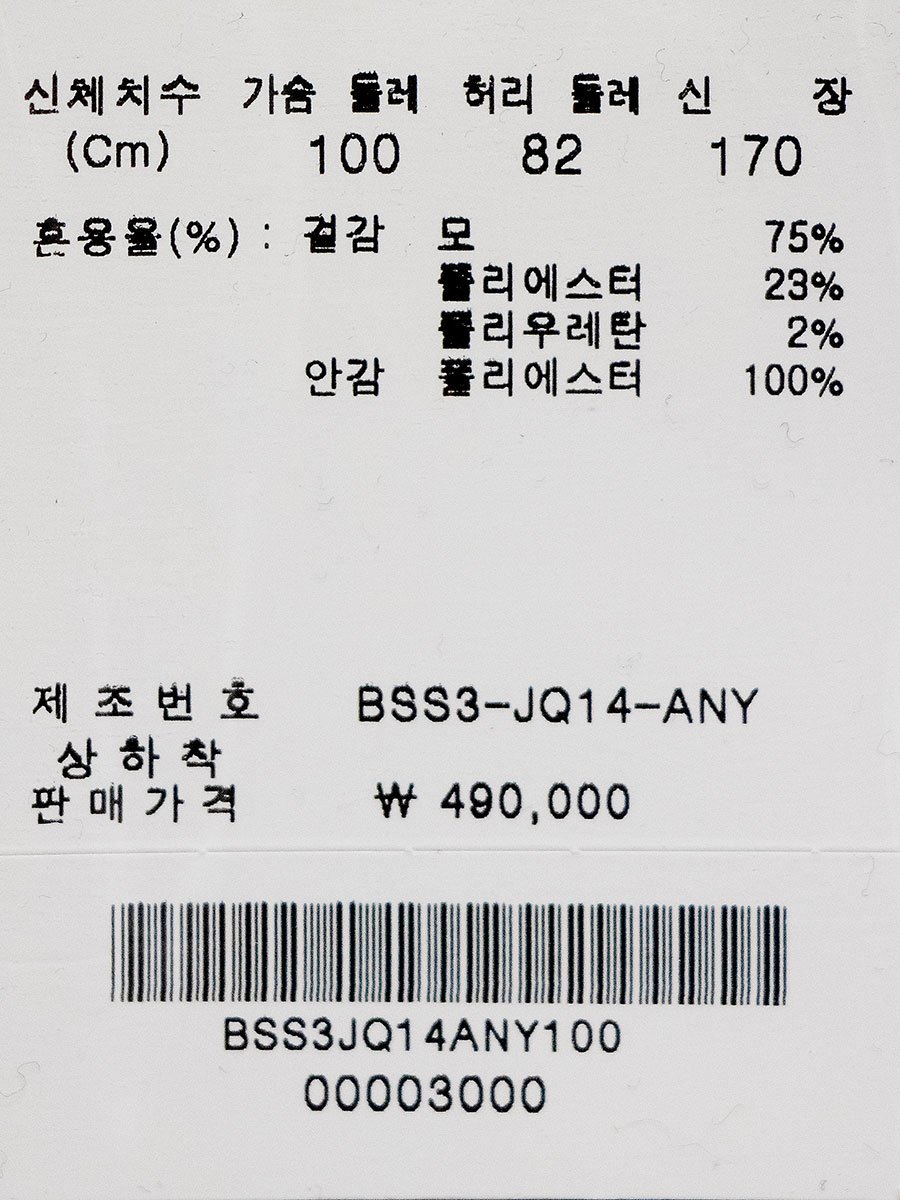 신체치수 가슴 둘레 허리 둘레 신 장
(Cm) 100 82 170
혼용율(%) : 겉감 모 75%
폴리에스터 23%
폴리우레탄 2%
안감 폴리에스터 100%
제 조 번 호 BSS3-JQ14-ANY
상 하 착
판 매 가 격 ₩ 490,000
BSS3JQ14ANY100
00003000